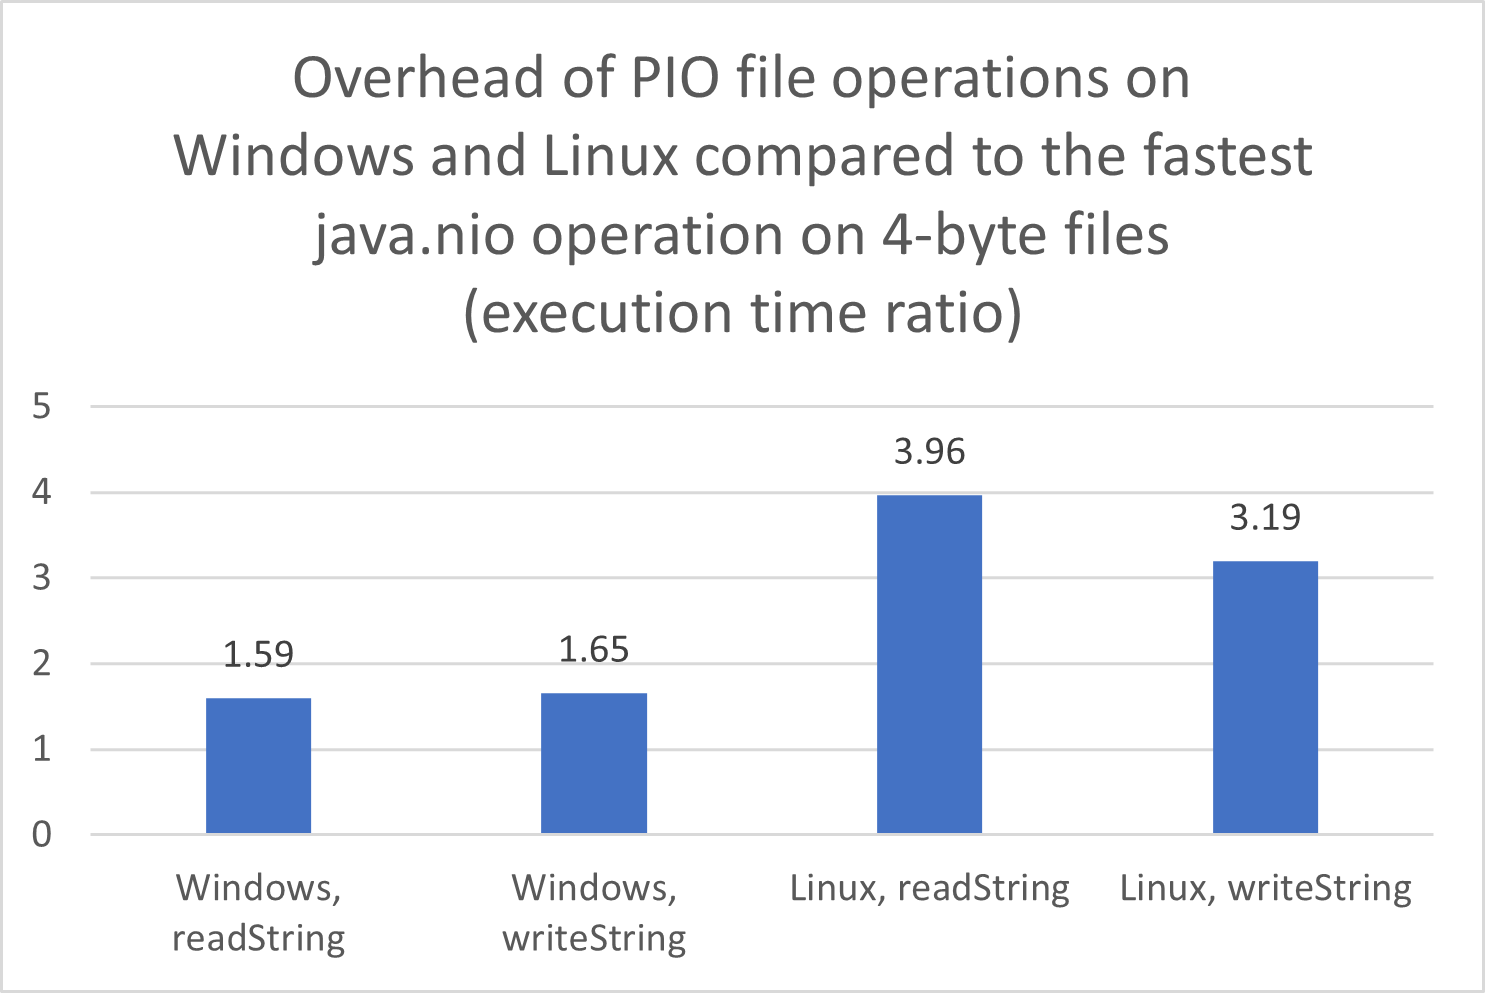 Overhead of PIO file operations on
Windows and Linux compared to the fastest
java.nio operation on 4-byte files
(execution time ratio)
5
4
3
2
1
0
1.59
1.65
3.96
3.19
Windows,
readString
Windows,
writeString
Linux, readString
Linux, writeString